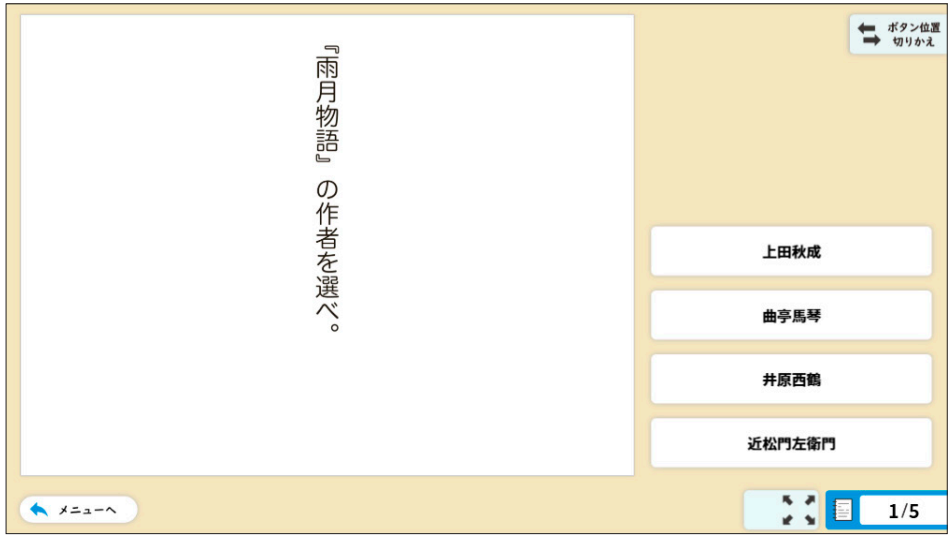 『雨月物語』の作者を選べ。
ボタン位置
切りかえ
上田秋成
曲亭馬琴
井原西鶴
近松門左衛門
メニューへ
1/5